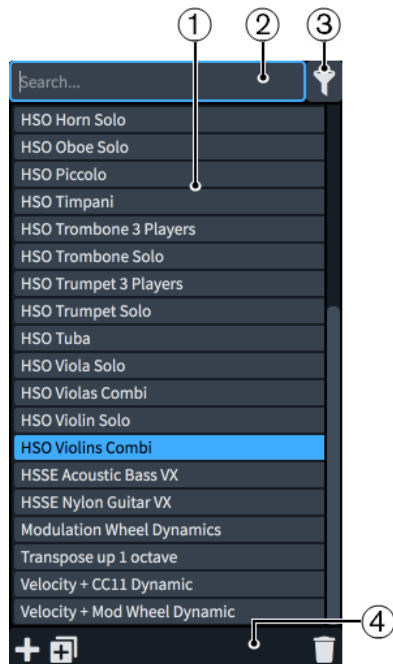 1
2
3
Search...
HSO Horn Solo
HSO Oboe Solo
HSO Piccolo
HSO Timpani
HSO Trombone 3 Players
HSO Trombone Solo
HSO Trumpet 3 Players
HSO Trumpet Solo
HSO Tuba
HSO Viola Solo
HSO Violas Combi
HSO Violin Solo
HSO Violins Combi
HSSE Acoustic Bass VX
HSSE Nylon Guitar VX
Modulation Wheel Dynamics
Transpose up 1 octave
Velocity + CC11 Dynamic
Velocity + Mod Wheel Dynamic
4